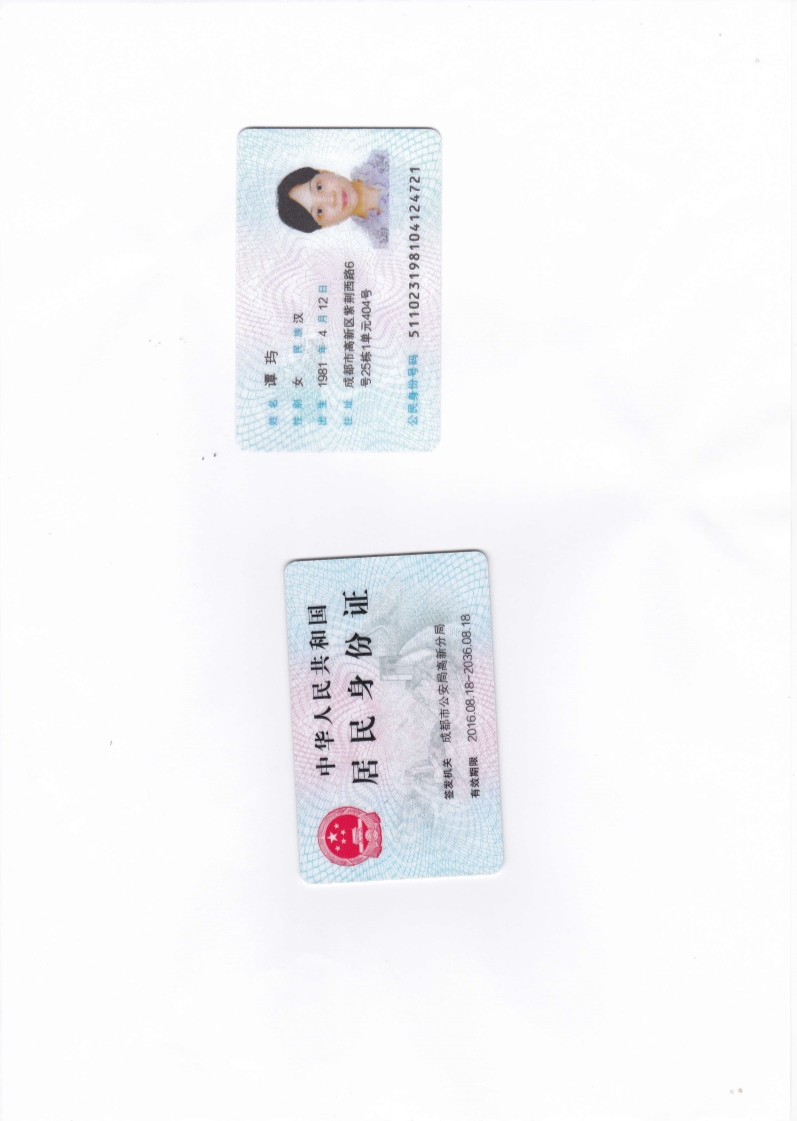 姓名 谭筠
性别 女 民族 汉
出生 1981 年 4 月 12 日
住址 成都市高新区紫荆西路6
号25栋1单元404号
公民身份号码 511023198104124721
中华人民共和国
居民身份证
签发机关 成都市公安局高新分局
有效期限 2016.08.18-2036.08.18